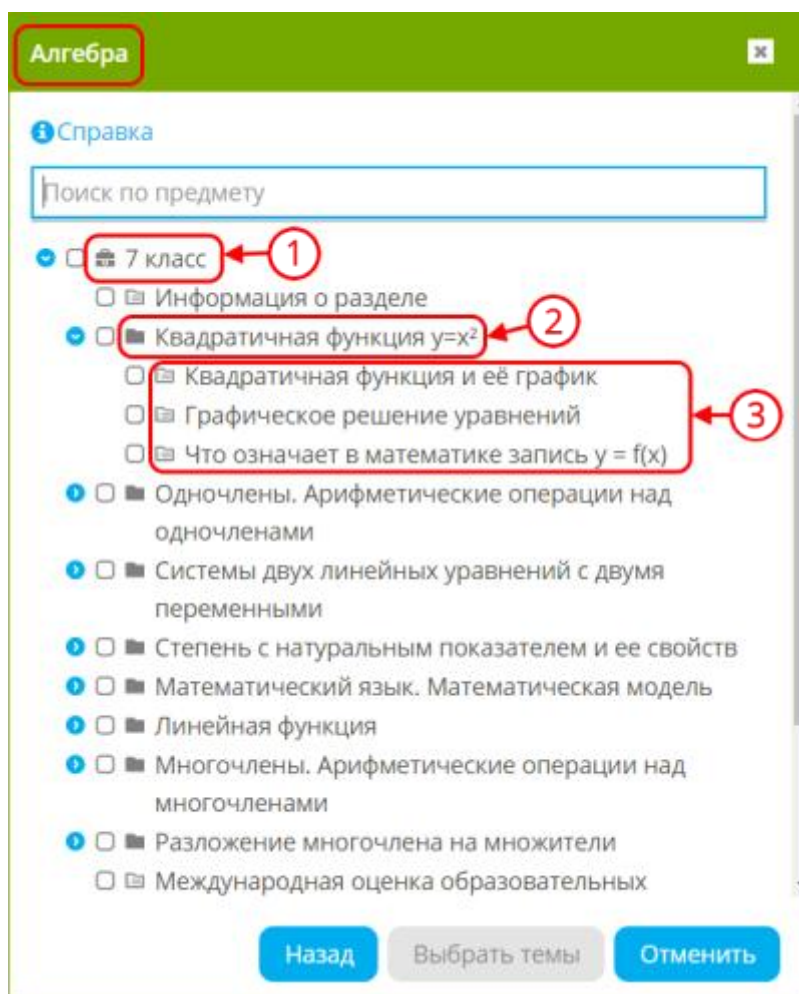 Алгебра
Справка
Поиск по предмету
7 класс
1
Информация о разделе
Квадратичная функция y=x²
2
Квадратичная функция и её график
Графическое решение уравнений
3
Что означает в математике запись y = f(x)
Одночлены. Арифметические операции над
одночленами
Системы двух линейных уравнений с двумя
переменными
Степень с натуральным показателем и ее свойств
Математический язык. Математическая модель
Линейная функция
Многочлены. Арифметические операции над
многочленами
Разложение многочлена на множители
Международная оценка образовательных
Назад
Выбрать темы
Отменить